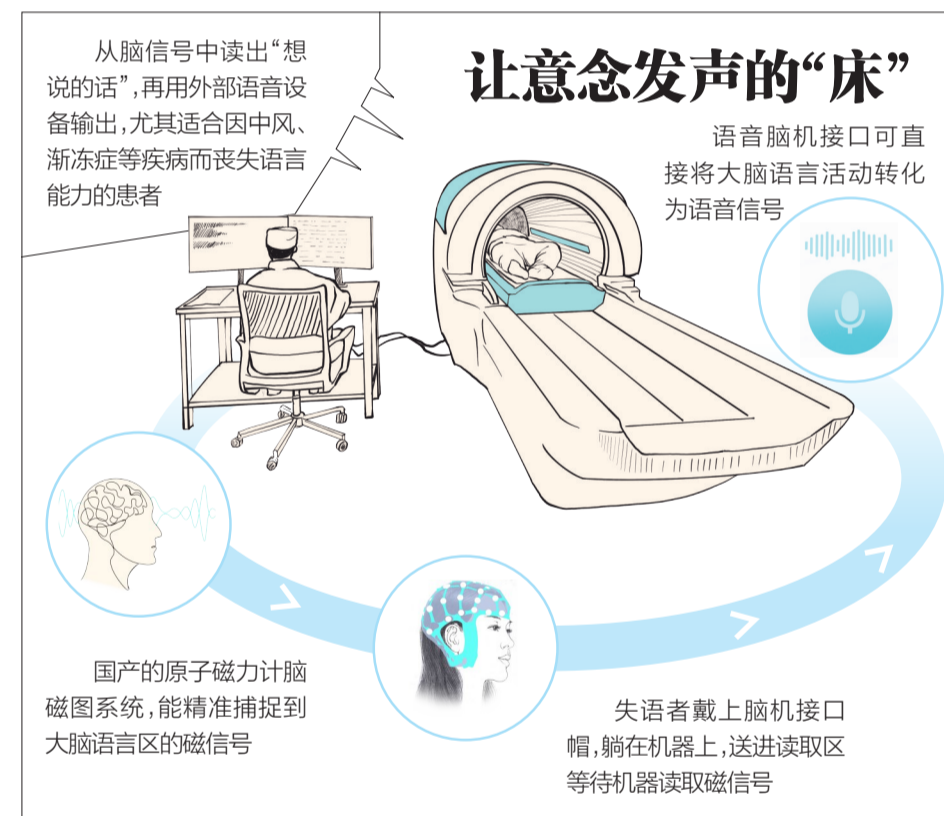 让意念发声的“床”
从脑信号中读出“想
说的话”，再用外部语音设
备输出，尤其适合因中风、
渐冻症等疾病而丧失语言
能力的患者
语音脑机接口可直
接将大脑语言活动转化
为语音信号
国产的原子磁力计脑
磁图系统，能精准捕捉到
大脑语言区的磁信号
失语者戴上脑机接口
帽，躺在机器上，送进读取区
等待机器读取磁信号